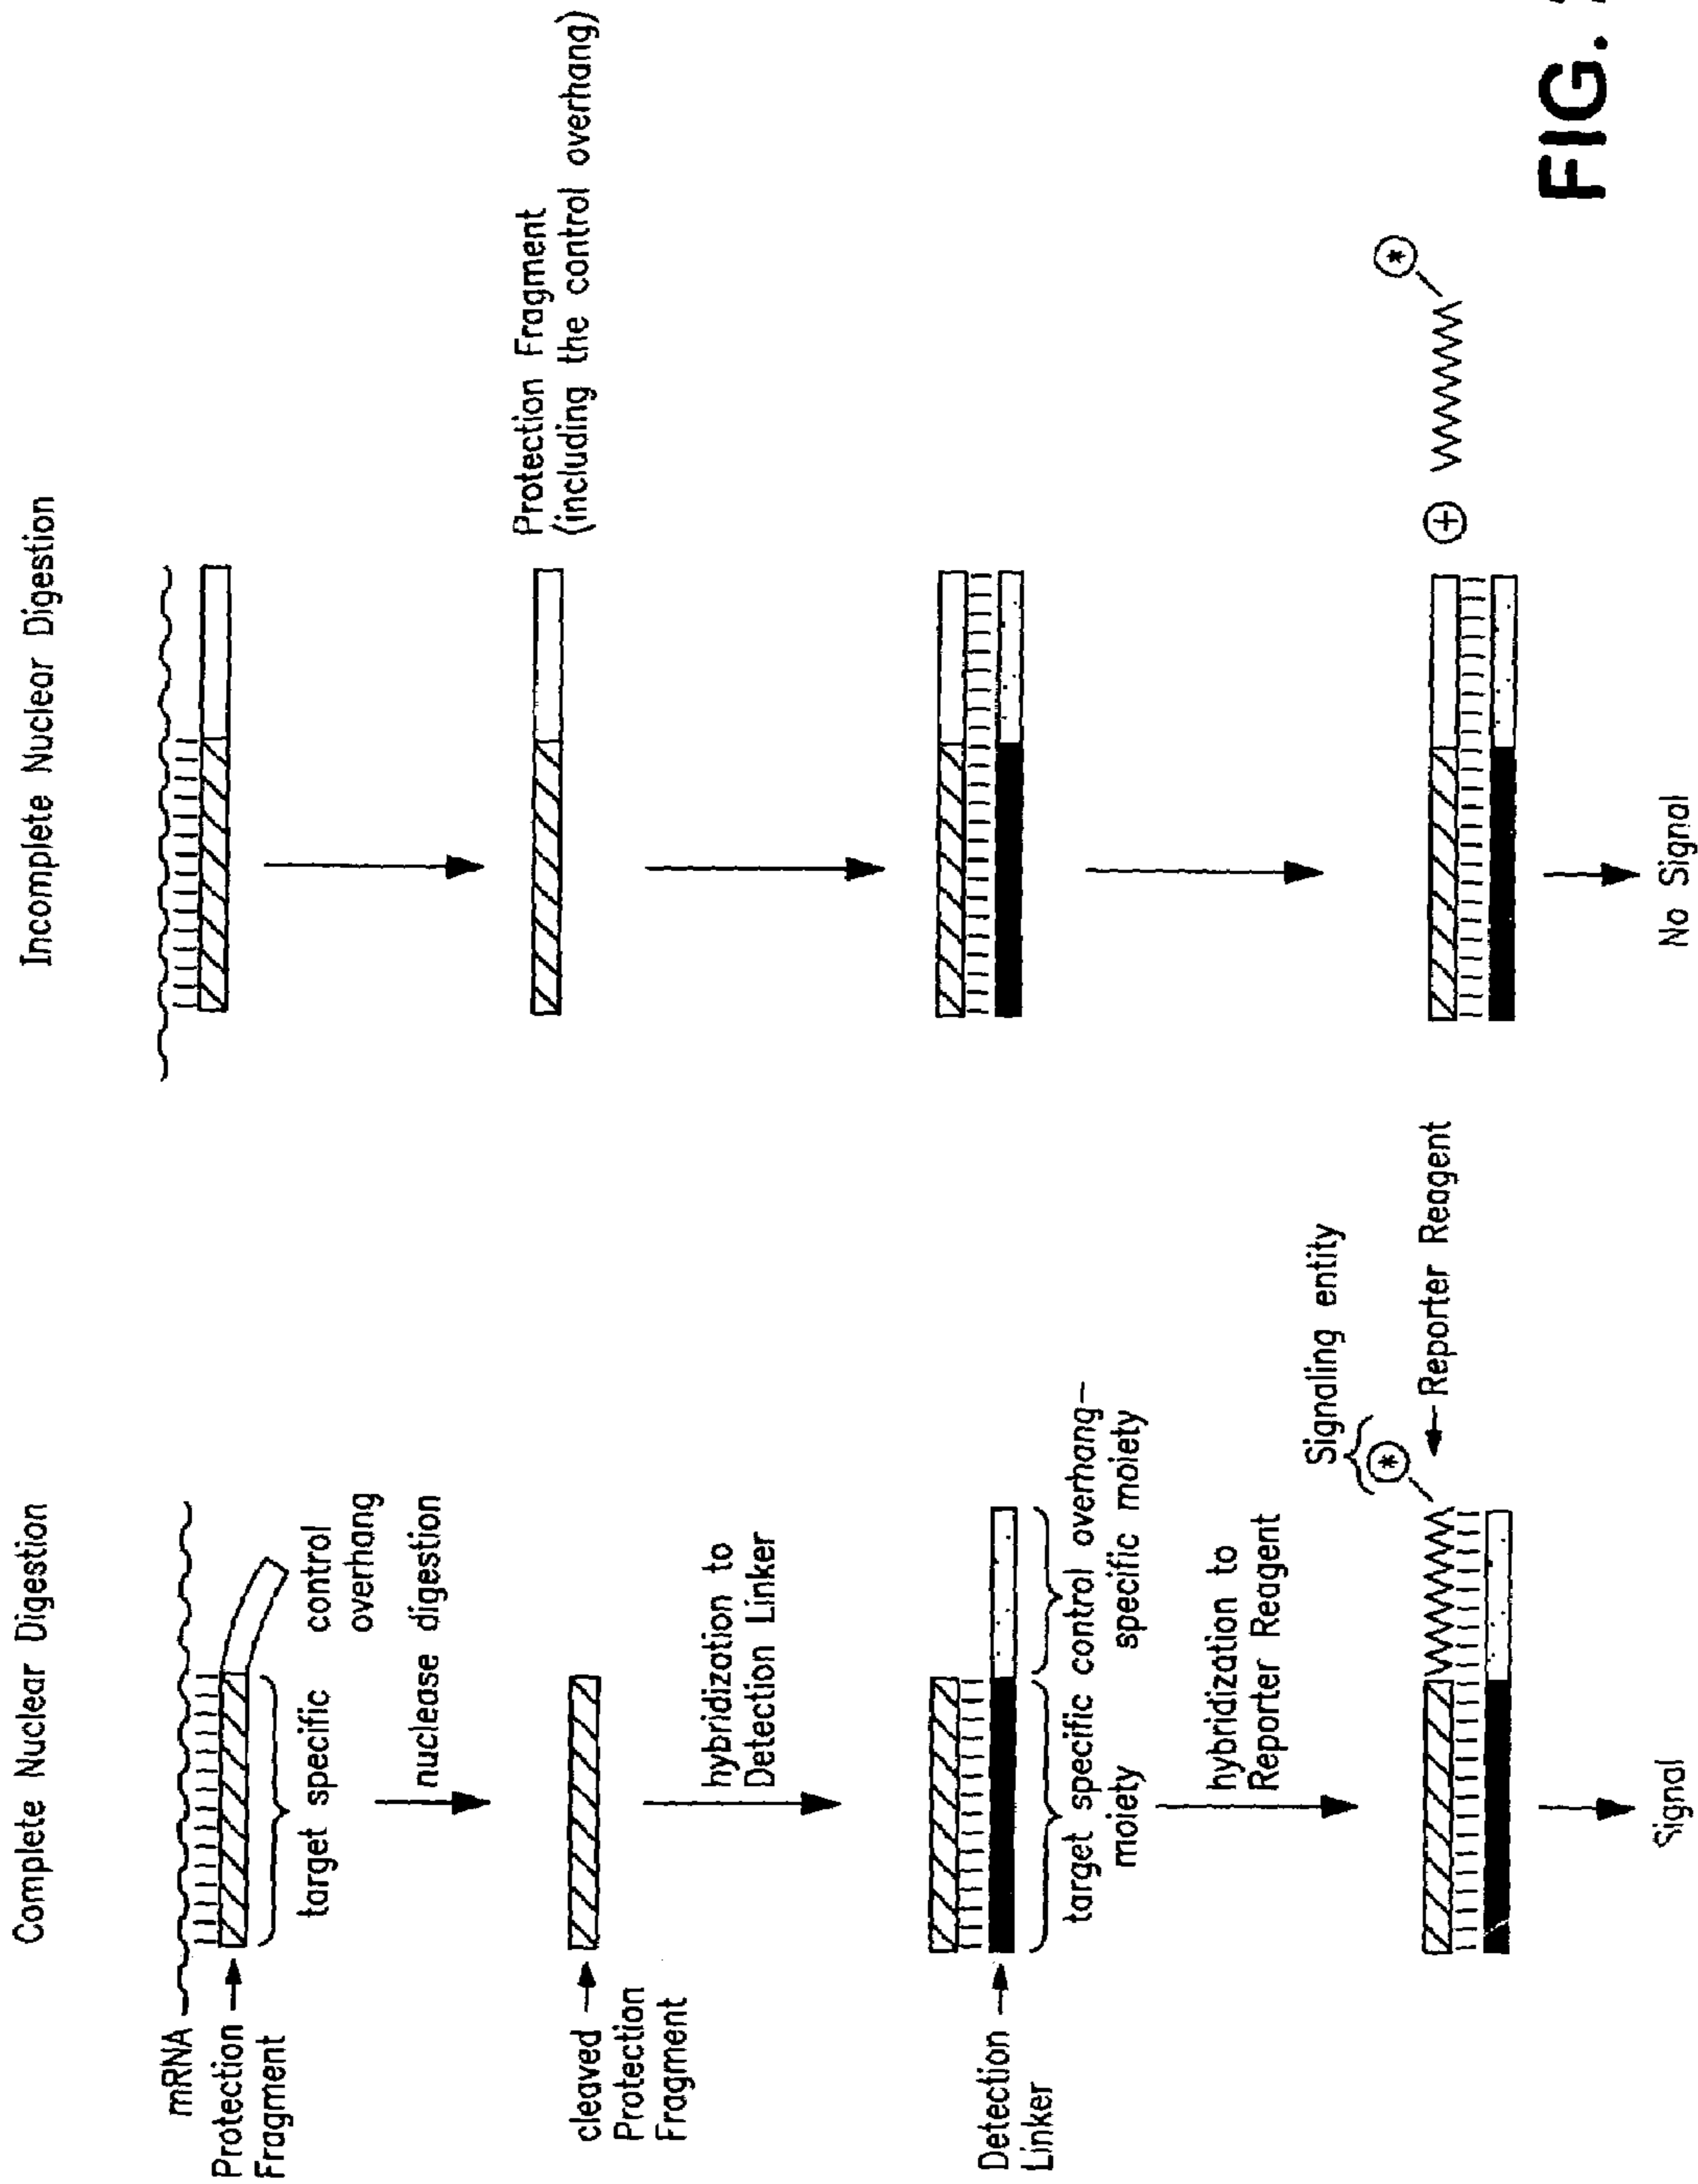 Complete Nuclear Digestion
mRNA
Protection
Fragment
target specific
control
overhang
nuclease digestion
cleaved
Protection
Fragment
hybridization to
Detection Linker
Detection
Linker
target specific
moiety
control overhang-
specific moiety
hybridization to
Reporter Reagent
Signaling entity
*
Reporter Reagent
Signal
Incomplete Nuclear Digestion
Protection Fragment
(including the control overhang)
+
*
No Signal
FIG.